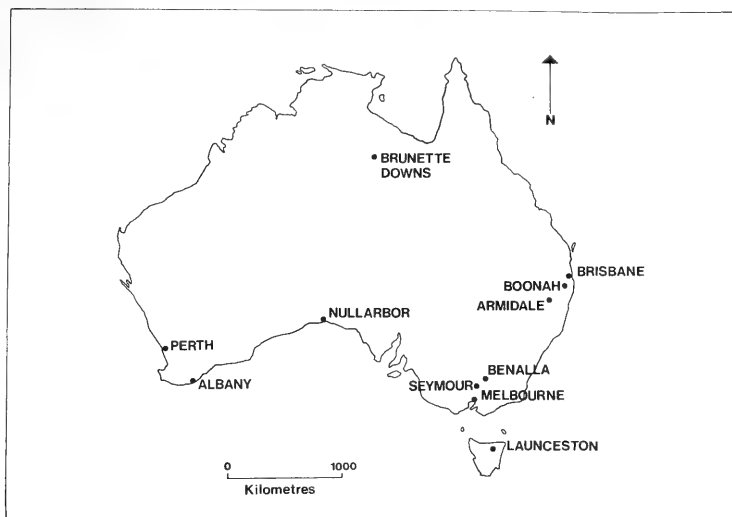 N
BRUNETTE
DOWNS
BRISBANE
BOONAH
ARMIDALE
NULLARBOR
PERTH
BENALLA
ALBANY
SEYMOUR
MELBOURNE
LAUNCESTON
0 1000
Kilometres